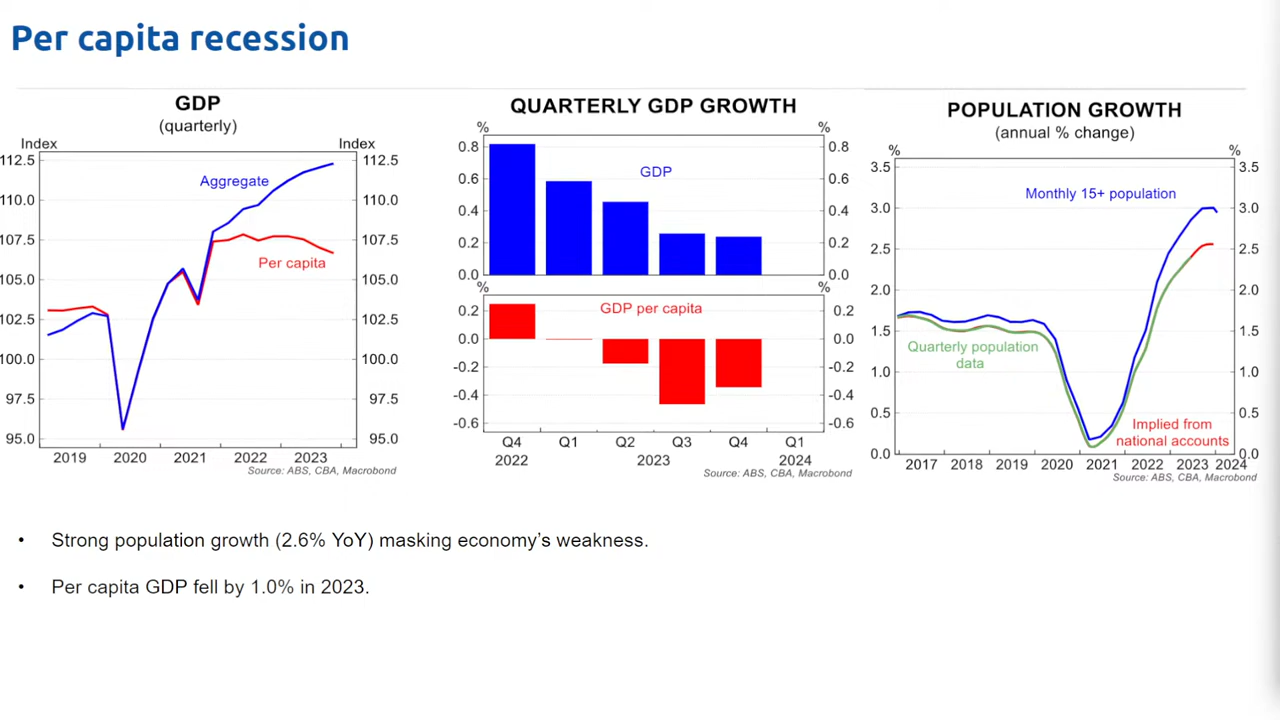 Per capita recession
GDP
(quarterly)
Index
Index
112.5
112.5
110.0
110.0
107.5
107.5
105.0
105.0
102.5
102.5
100.0
100.0
97.5
97.5
95.0
95.0
Aggregate
Per capita
2019 2020 2021 2022 2023
Source: ABS, CBA, Macrobond
QUARTERLY GDP GROWTH
%
%
0.8
0.8
0.6
0.6
0.4
0.4
0.2
0.2
0.0
0.0
GDP
%
%
0.2
0.2
0.0
0.0
-0.2
-0.2
-0.4
-0.4
-0.6
-0.6
GDP per capita
Q4 Q1 Q2 Q3 Q4 Q1
2022 2023 2024
Source: ABS, CBA, Macrobond
POPULATION GROWTH
(annual % change)
%
%
3.5
3.5
3.0
3.0
2.5
2.5
2.0
2.0
1.5
1.5
1.0
1.0
0.5
0.5
0.0
0.0
Monthly 15+ population
Quarterly population
data
Implied from
national accounts
2017 2018 2019 2020 2021 2022 2023 2024
Source: ABS, CBA, Macrobond
• Strong population growth (2.6% YoY) masking economy’s weakness.
• Per capita GDP fell by 1.0% in 2023.